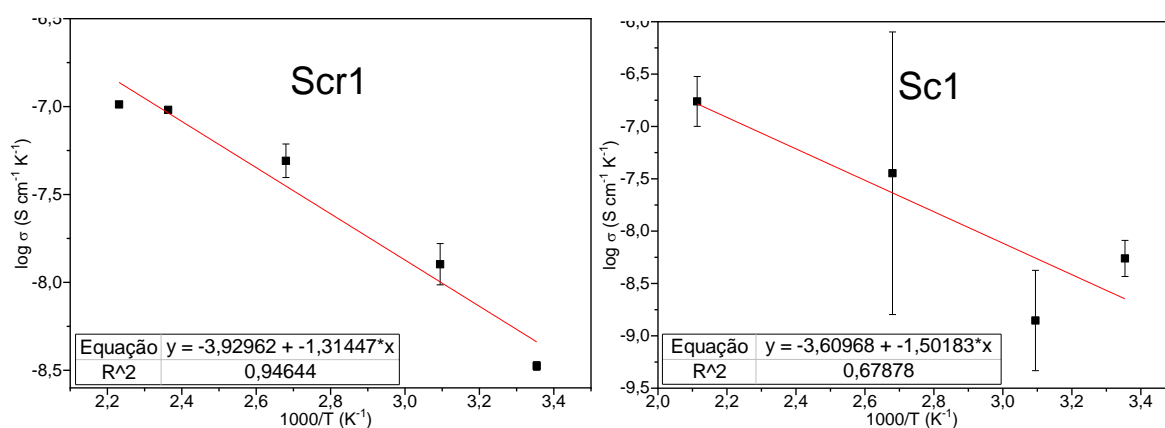 Scr1
-6,5
-7,0
-7,5
-8,0
-8,5
log σ (S cm⁻¹ K⁻¹)
Equação y = -3,92962 + -1,31447*x
R^2 0,94644
2,2 2,4 2,6 2,8 3,0 3,2 3,4
1000/T (K⁻¹)
Sc1
-6,0
-6,5
-7,0
-7,5
-8,0
-8,5
-9,0
-9,5
log σ (S cm⁻¹ K⁻¹)
Equação y = -3,60968 + -1,50183*x
R^2 0,67878
2,0 2,2 2,4 2,6 2,8 3,0 3,2 3,4
1000/T (K⁻¹)